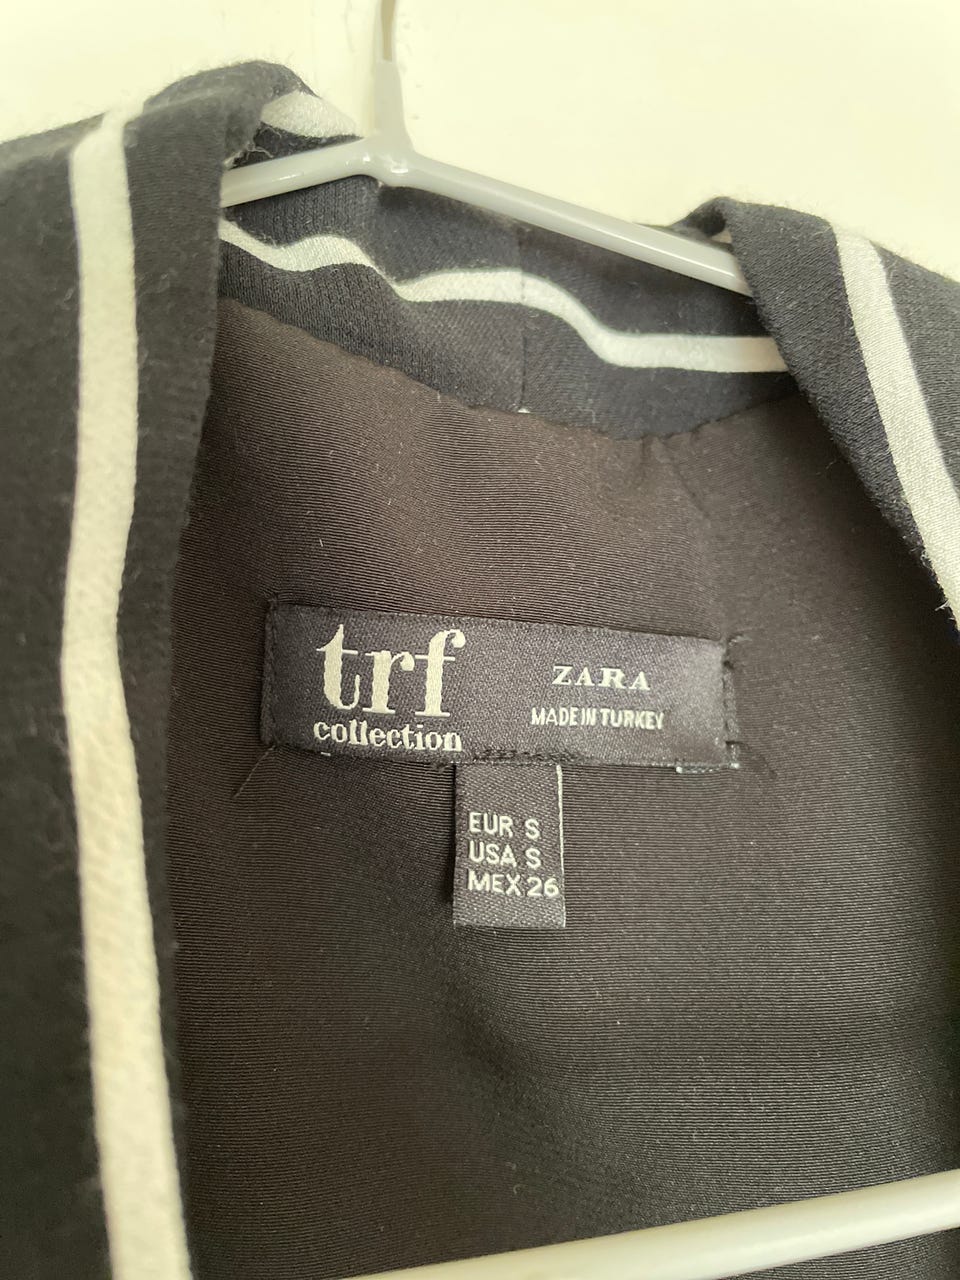 trf
collection
ZARA
MADE IN TURKEY
EUR S
USA S
MEX 26